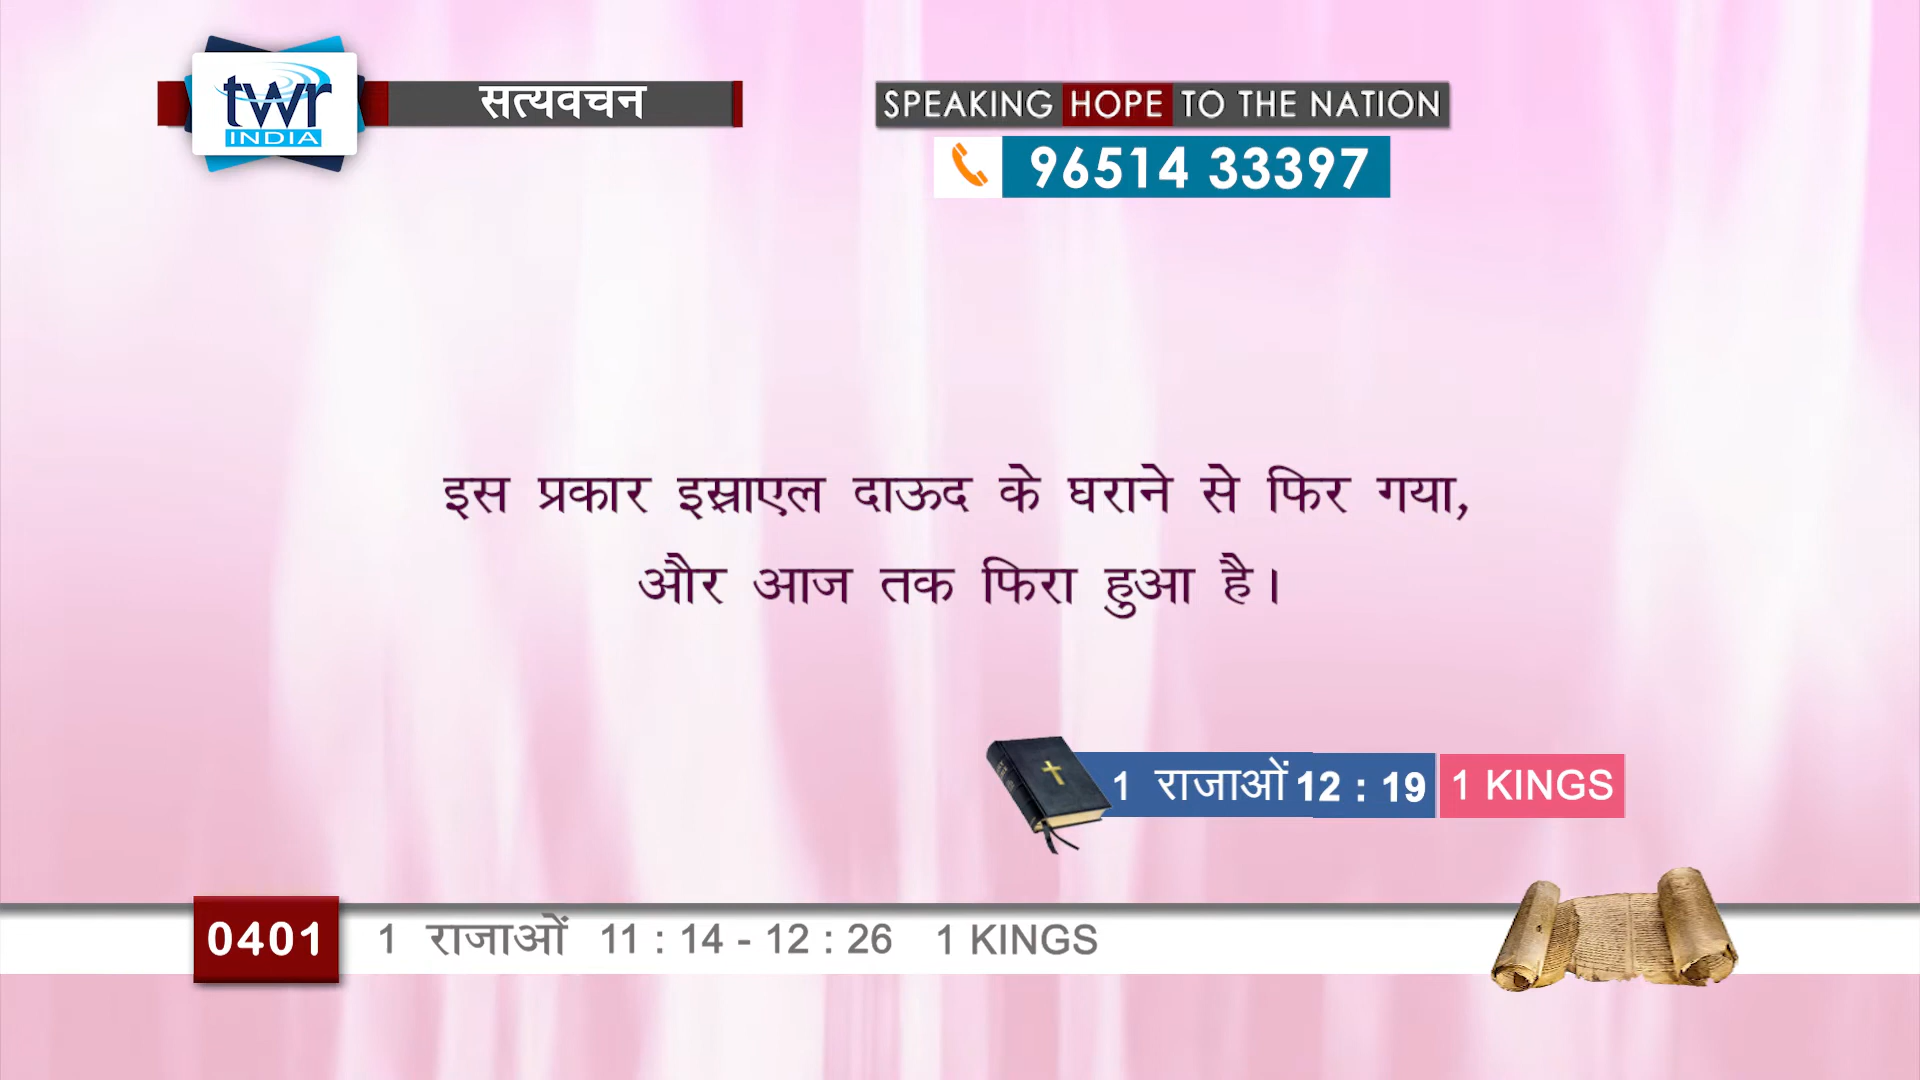 twr
INDIA
सत्यवचन
SPEAKING HOPE TO THE NATION
96514 33397
इस प्रकार इस्राएल दाऊद के घराने से फिर गया,
और आज तक फिरा हुआ है।
1 राजाओं 12 : 19 1 KINGS
0401 1 राजाओं 11 : 14 - 12 : 26 1 KINGS